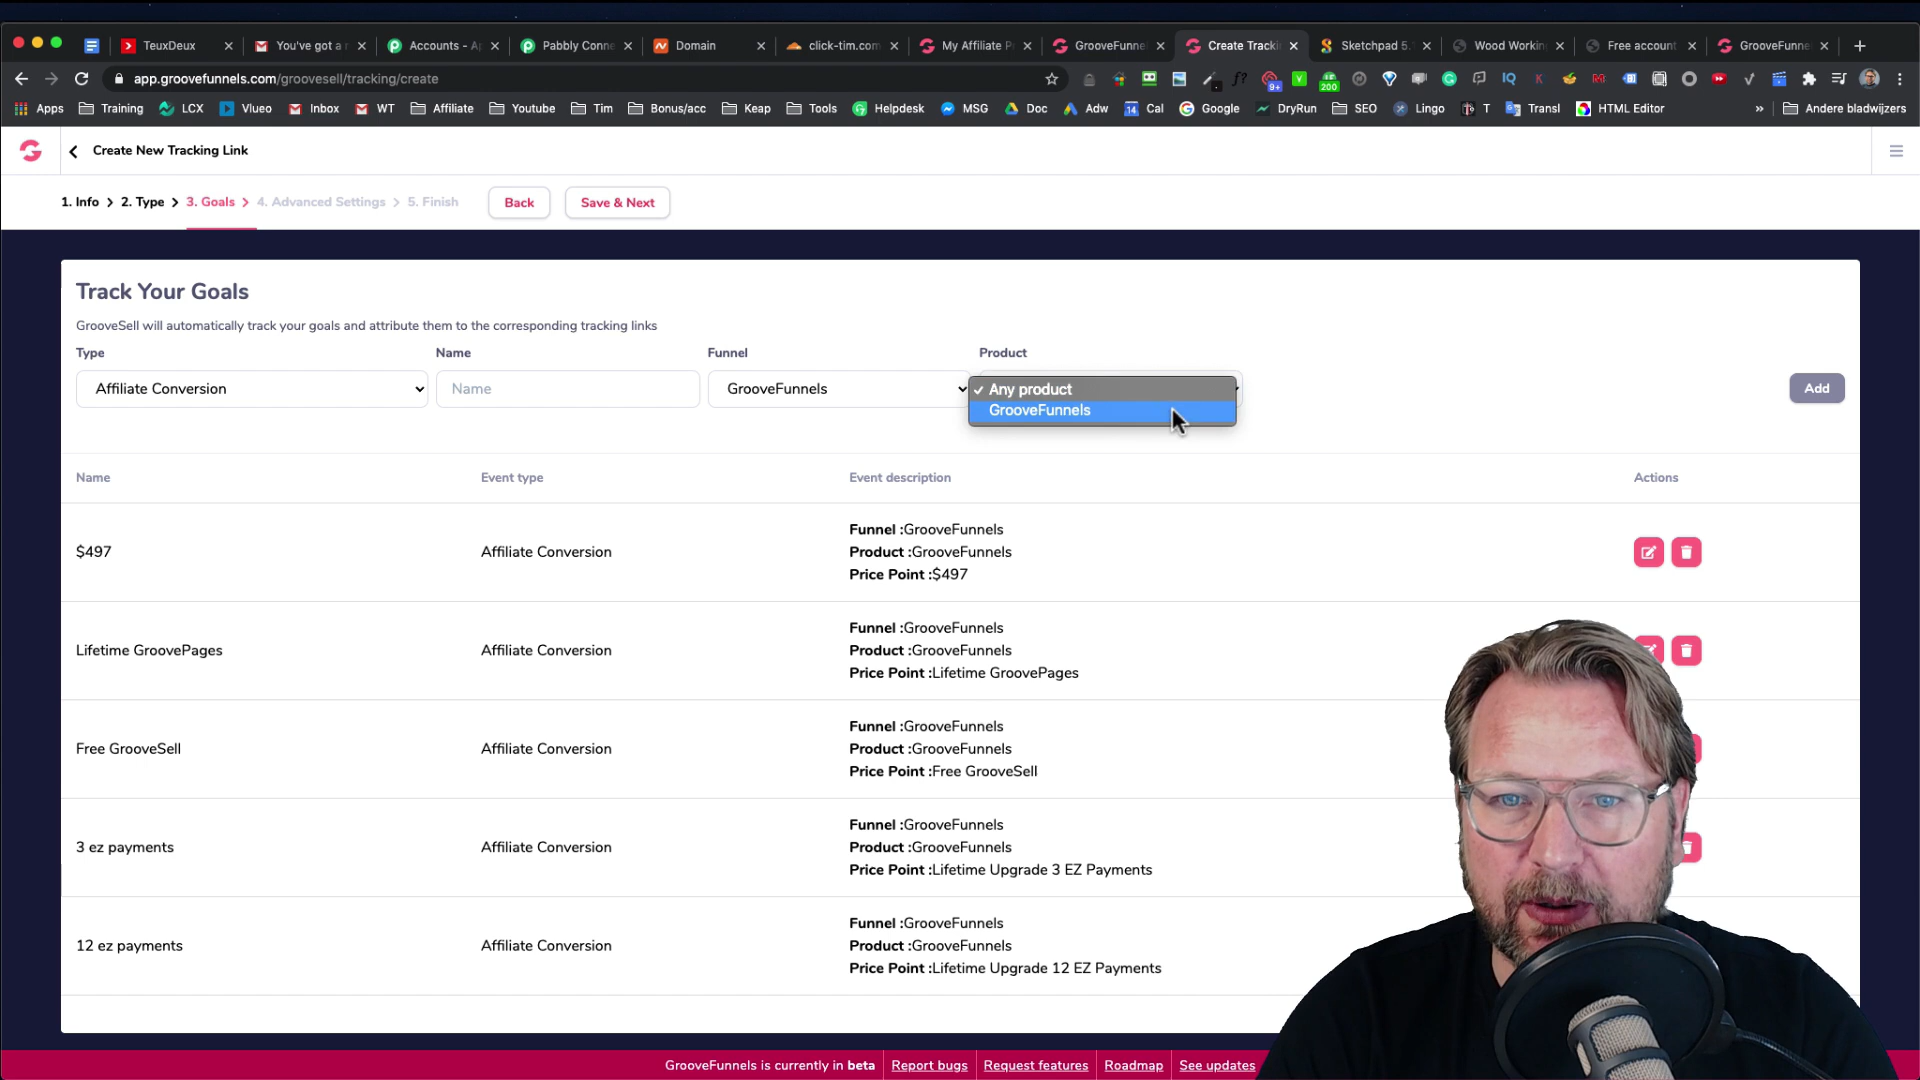 TeuxDeux
You've got a
Accounts - A
Pabbly Conne
Domain
click-tim.com
My Affiliate P
GrooveFunne
Create Tracki
Sketchpad 5.
Wood Workin
Free account
GrooveFunne
app.groovefunnels.com/groovesell/tracking/create
Apps
Training
LCX
Vlueo
Inbox
WT
Affiliate
Youtube
Tim
Bonus/acc
Keap
Tools
Helpdesk
MSG
Doc
Adw
Cal
Google
DryRun
SEO
Lingo
T
Transl
HTML Editor
Andere bladwijzers
Create New Tracking Link
1. Info > 2. Type > 3. Goals > 4. Advanced Settings > 5. Finish
Back
Save & Next
Track Your Goals
GrooveSell will automatically track your goals and attribute them to the corresponding tracking links
Type Name Funnel Product
Affiliate Conversion Name GrooveFunnels Any product Add
GrooveFunnels
Name Event type Event description Actions
Funnel :GrooveFunnels
$497 Affiliate Conversion Product :GrooveFunnels
Price Point :$497
Funnel :GrooveFunnels
Lifetime GroovePages Affiliate Conversion Product :GrooveFunnels
Price Point :Lifetime GroovePages
Funnel :GrooveFunnels
Free GrooveSell Affiliate Conversion Product :GrooveFunnels
Price Point :Free GrooveSell
Funnel :GrooveFunnels
3 ez payments Affiliate Conversion Product :GrooveFunnels
Price Point :Lifetime Upgrade 3 EZ Payments
Funnel :GrooveFunnels
12 ez payments Affiliate Conversion Product :GrooveFunnels
Price Point :Lifetime Upgrade 12 EZ Payments
GrooveFunnels is currently in beta Report bugs Request features Roadmap See updates